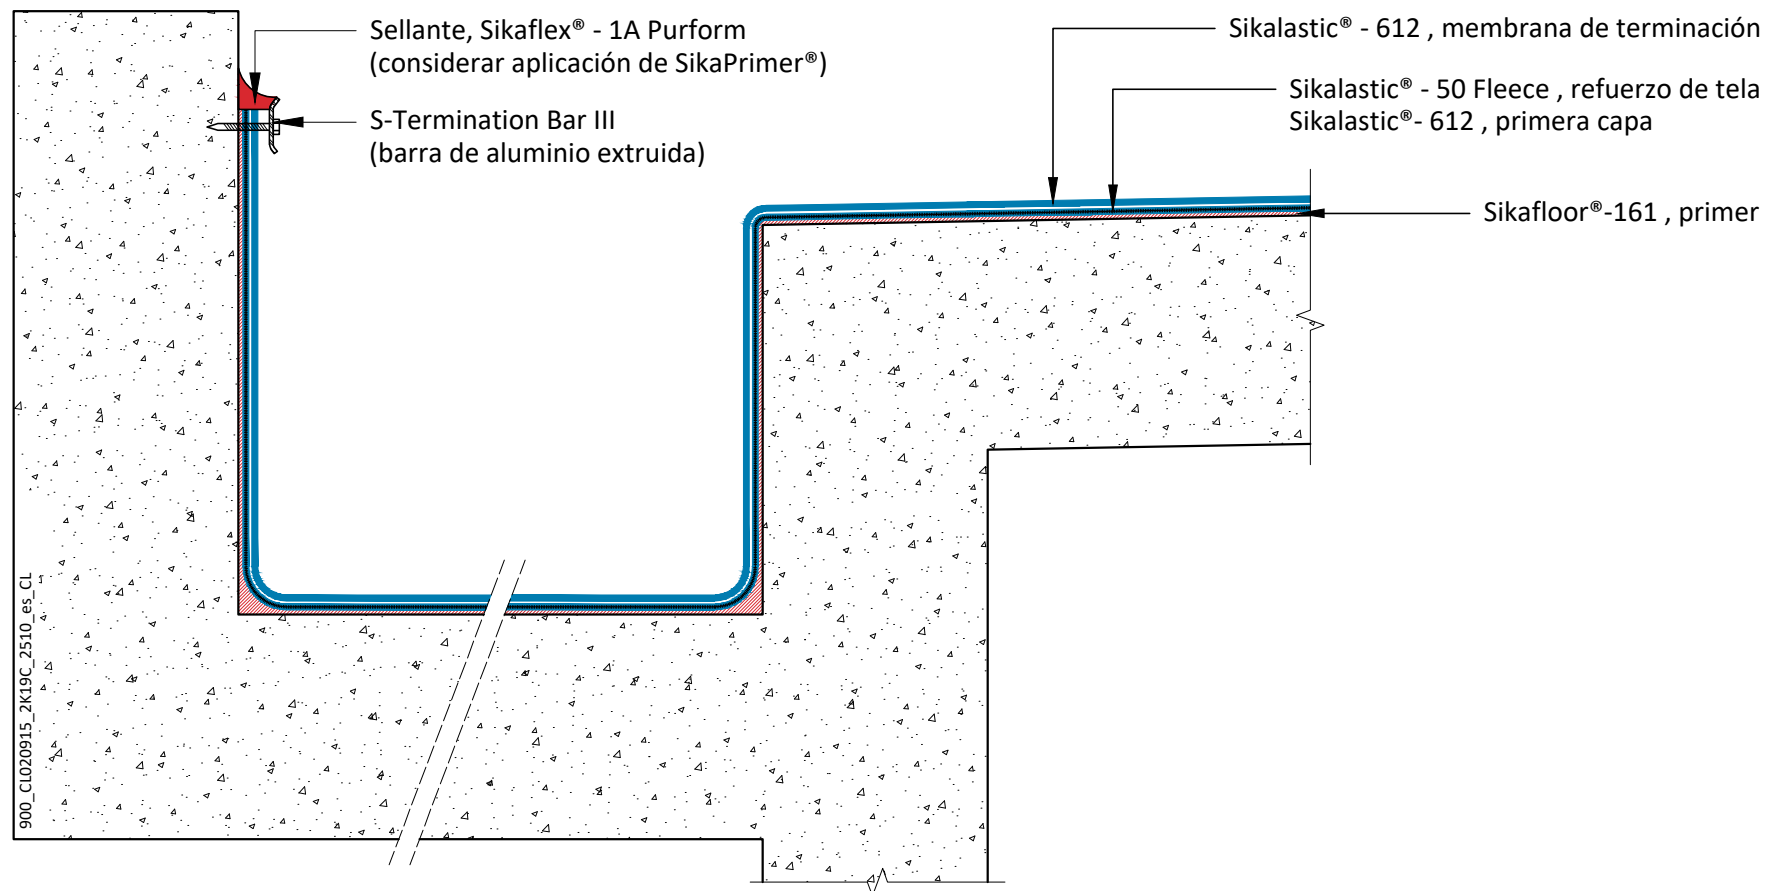 Sellante, Sikaflex® - 1A Purform
(considerar aplicación de SikaPrimer®)
S-Termination Bar III
(barra de aluminio extruida)
Sikalastic® - 612 , membrana de terminación
Sikalastic® - 50 Fleece , refuerzo de tela
Sikalastic®- 612 , primera capa
Sikafloor®-161 , primer
900_CL020915_2K19C_2510_es_CL